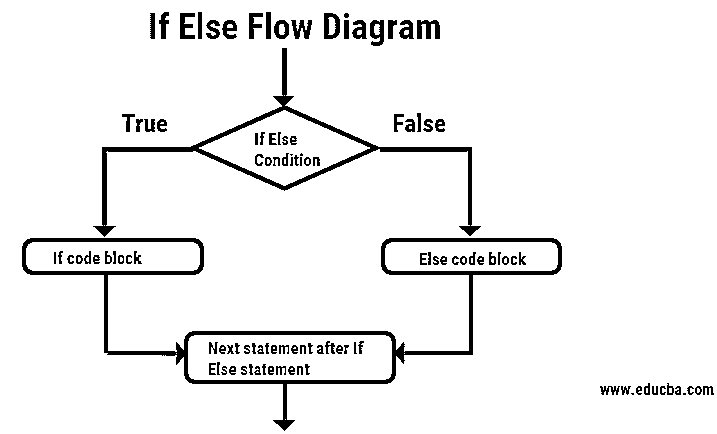 If Else Flow Diagram
True
False
If Else
Condition
If code block
Else code block
Next statement after If
Else statement
www.educba.com